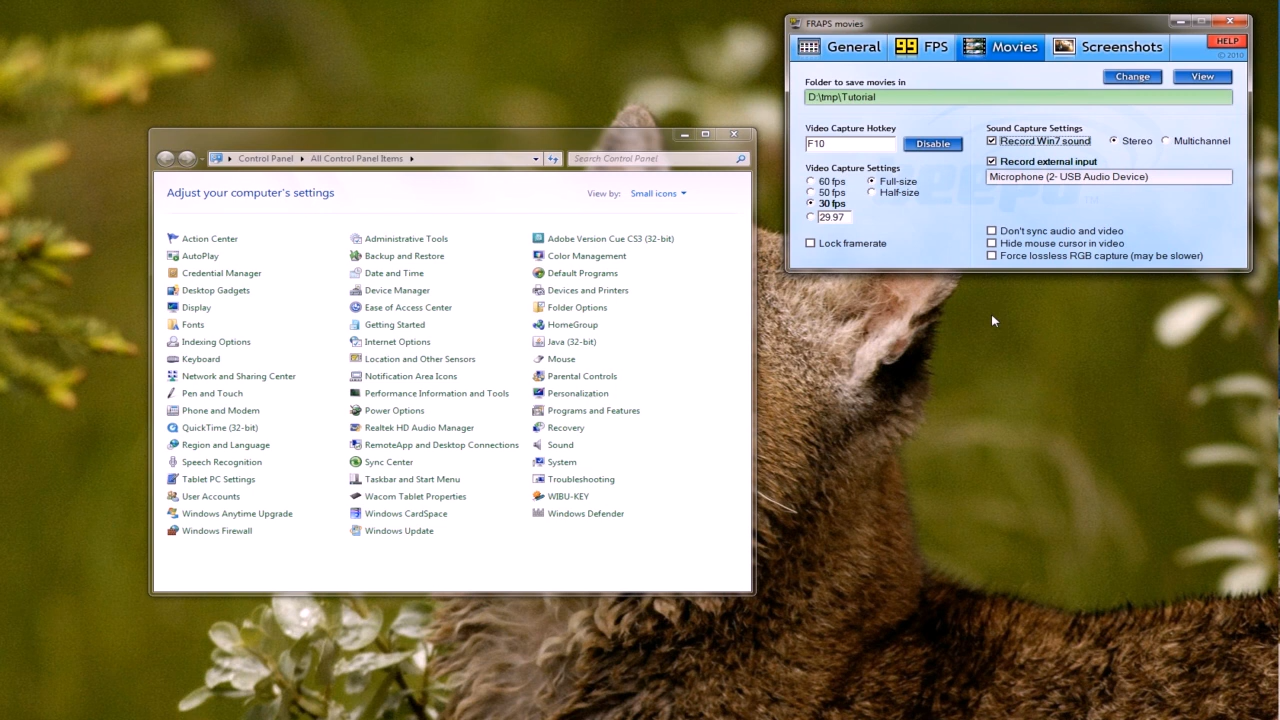 FRAPS movies
General
FPS
Movies
Screenshots
HELP
© 2010
Folder to save movies in
Change
View
D:\tmp\Tutorial
Video Capture Hotkey
F10
Disable
Sound Capture Settings
Record Win7 sound
Stereo
Multichannel
Record external input
Microphone (2- USB Audio Device)
Video Capture Settings
60 fps
Full-size
50 fps
Half-size
30 fps
29.97
Lock framerate
Don't sync audio and video
Hide mouse cursor in video
Force lossless RGB capture (may be slower)
Control Panel
All Control Panel Items
Search Control Panel
Adjust your computer's settings
View by: Small icons
Action Center
Administrative Tools
Adobe Version Cue CS3 (32-bit)
AutoPlay
Backup and Restore
Color Management
Credential Manager
Date and Time
Default Programs
Desktop Gadgets
Device Manager
Devices and Printers
Display
Ease of Access Center
Folder Options
Fonts
Getting Started
HomeGroup
Indexing Options
Internet Options
Java (32-bit)
Keyboard
Location and Other Sensors
Mouse
Network and Sharing Center
Notification Area Icons
Parental Controls
Pen and Touch
Performance Information and Tools
Personalization
Phone and Modem
Power Options
Programs and Features
QuickTime (32-bit)
Realtek HD Audio Manager
Recovery
Region and Language
RemoteApp and Desktop Connections
Sound
Speech Recognition
Sync Center
System
Tablet PC Settings
Taskbar and Start Menu
Troubleshooting
User Accounts
Wacom Tablet Properties
WIBU-KEY
Windows Anytime Upgrade
Windows CardSpace
Windows Defender
Windows Firewall
Windows Update